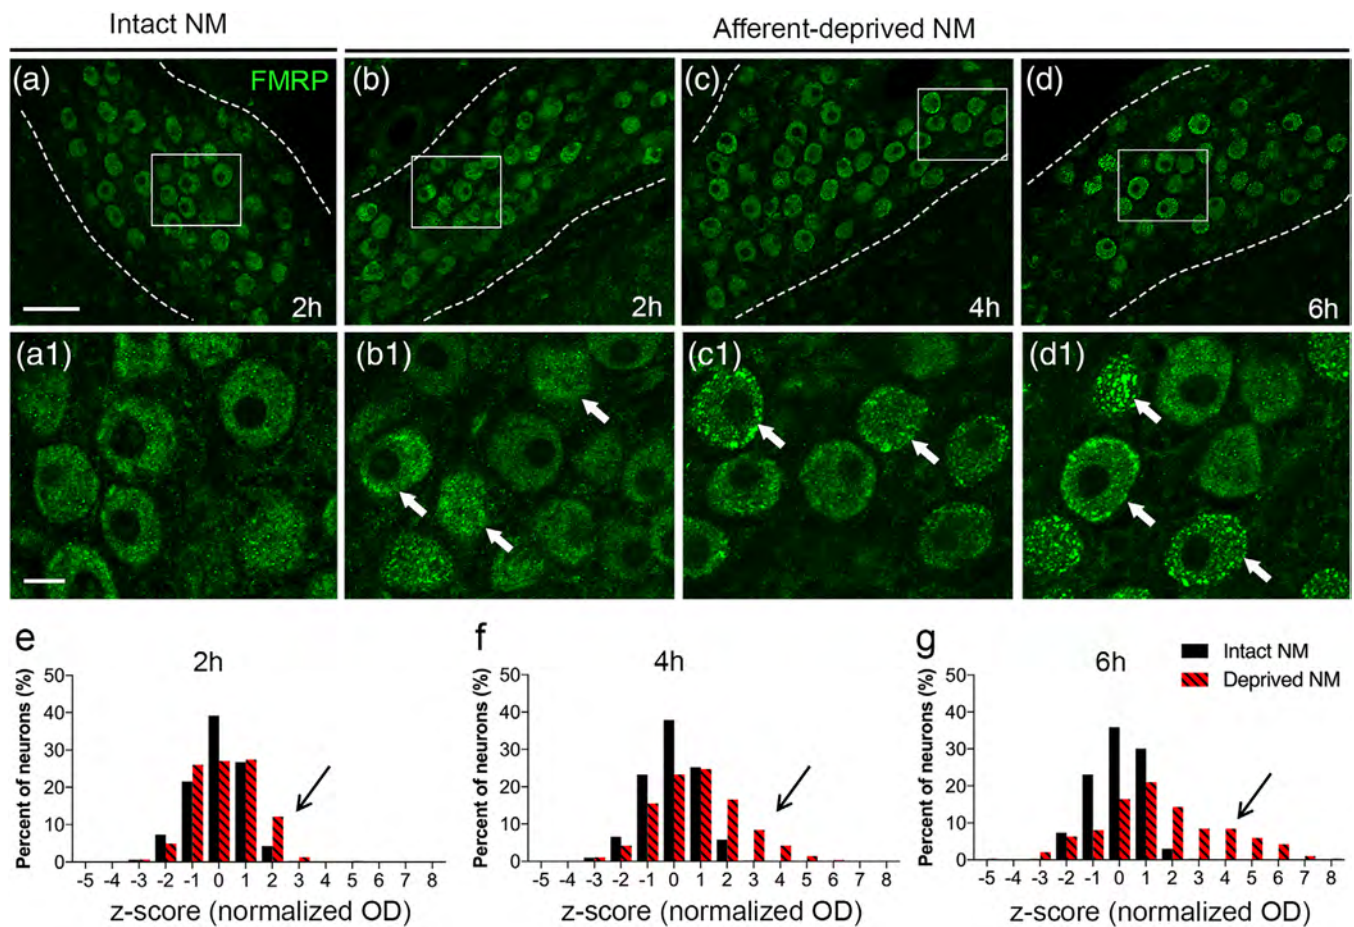 Intact NM
Afferent-deprived NM
(a)
FMRP
2h
(b)
2h
(c)
4h
(d)
6h
(a1)
(b1)
(c1)
(d1)
e
2h
Percent of neurons (%)
50
40
30
20
10
0
-5 -4 -3 -2 -1 0 1 2 3 4 5 6 7 8
z-score (normalized OD)
f
4h
Percent of neurons (%)
50
40
30
20
10
0
-5 -4 -3 -2 -1 0 1 2 3 4 5 6 7 8
z-score (normalized OD)
g
6h
Intact NM
Deprived NM
Percent of neurons (%)
50
40
30
20
10
0
-5 -4 -3 -2 -1 0 1 2 3 4 5 6 7 8
z-score (normalized OD)